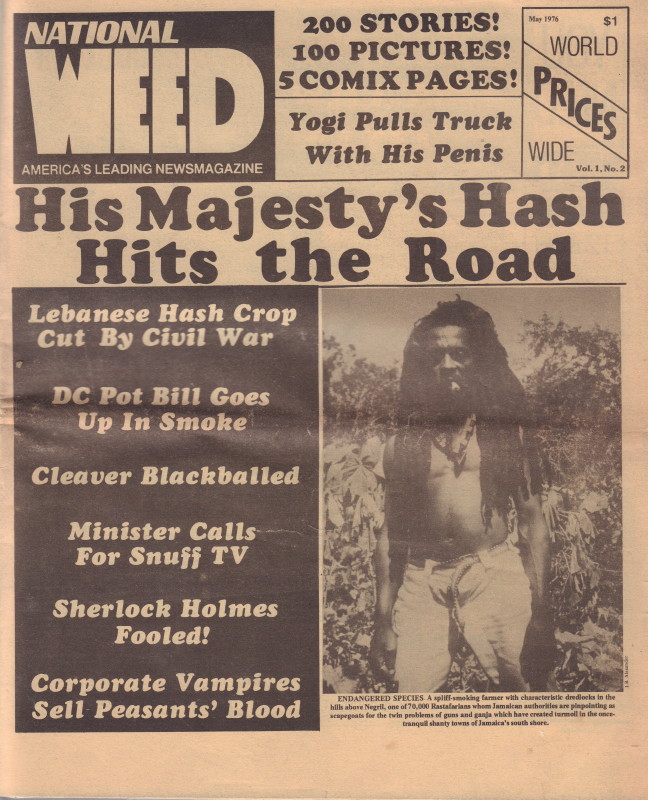 NATIONAL
WEED
AMERICA'S LEADING NEWSMAGAZINE
200 STORIES!
100 PICTURES!
5 COMIX PAGES!
Yogi Pulls Truck
With His Penis
May 1976 $1
WORLD
PRICES
WIDE
Vol. 1, No. 2
His Majesty's Hash
Hits the Road
Lebanese Hash Crop
Cut By Civil War
DC Pot Bill Goes
Up In Smoke
Cleaver Blackballed
Minister Calls
For Snuff TV
Sherlock Holmes
Fooled!
Corporate Vampires
Sell Peasants' Blood
ENDANGERED SPECIES A spliff-smoking farmer with characteristic dredlocks in the
hills above Negril, one of 70,000 Rastafarians whom Jamaican authorities are pinpointing as
scapegoats for the twin problems of guns and ganja which have created turmoil in the once-
tranquil shanty towns of Jamaica's south shore.